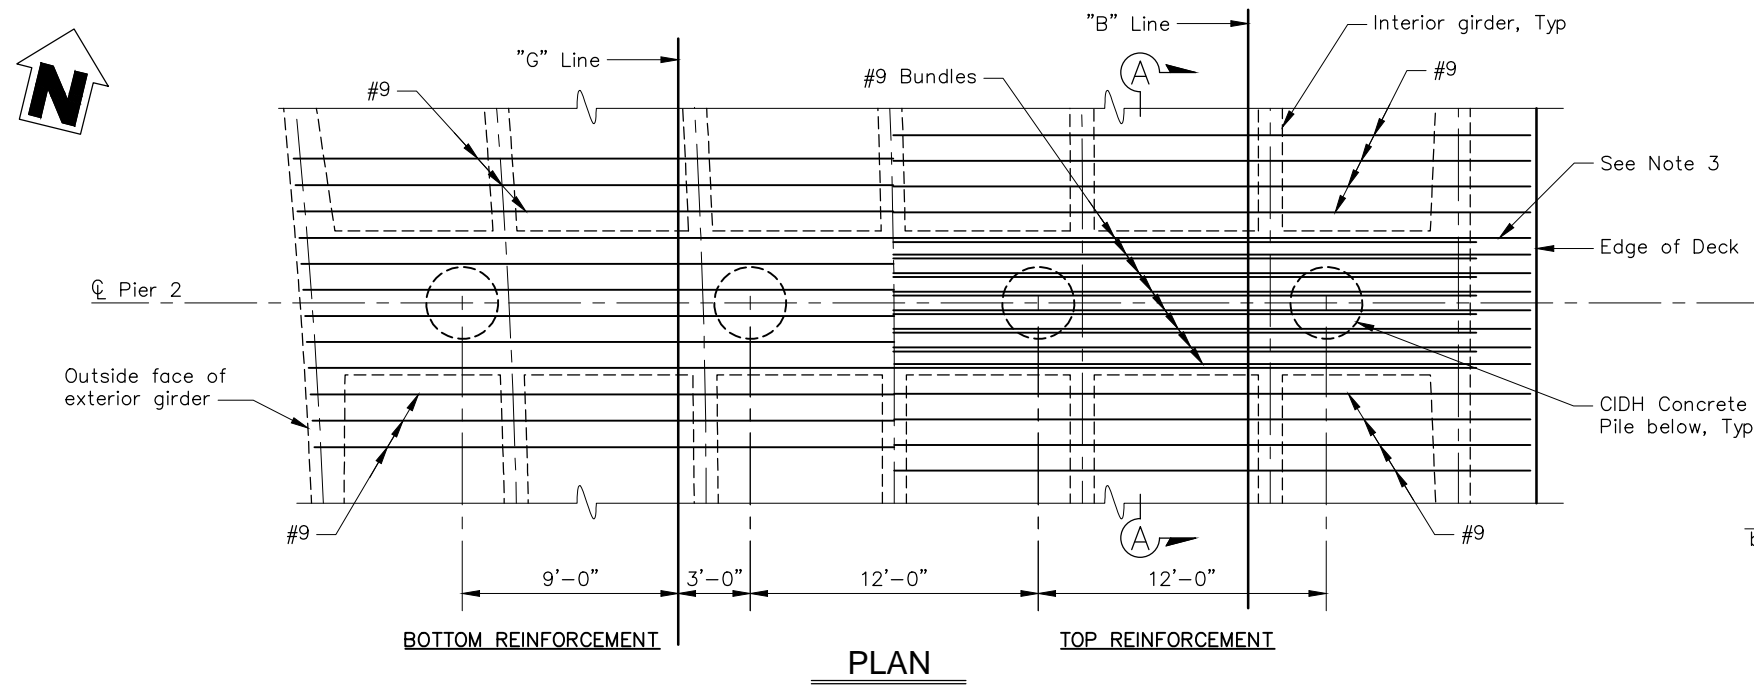 "B" Line
Interior girder, Typ
N
"G" Line
#9
#9 Bundles
A
#9
See Note 3
Edge of Deck
℄ Pier 2
Outside face of
exterior girder
CIDH Concrete
Pile below, Typ
#9
A
#9
9'-0"
3'-0"
12'-0"
12'-0"
BOTTOM REINFORCEMENT
TOP REINFORCEMENT
PLAN